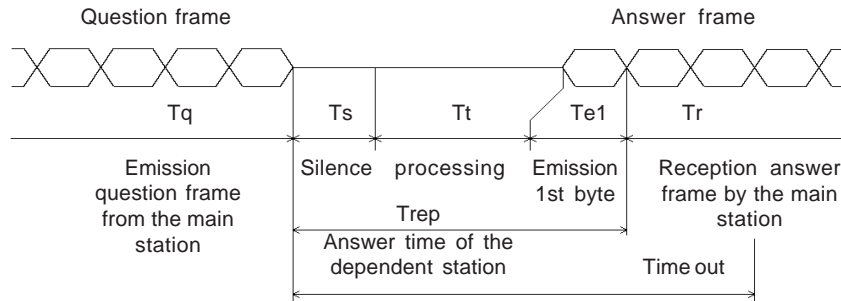 Question frame
Answer frame
Tq
Ts
Tt
Te1
Tr
Emission
question frame
from the main
station
Silence
processing
Emission
1st byte
Reception answer
frame by the main
station
Trep
Answer time of the
dependent station
Time out